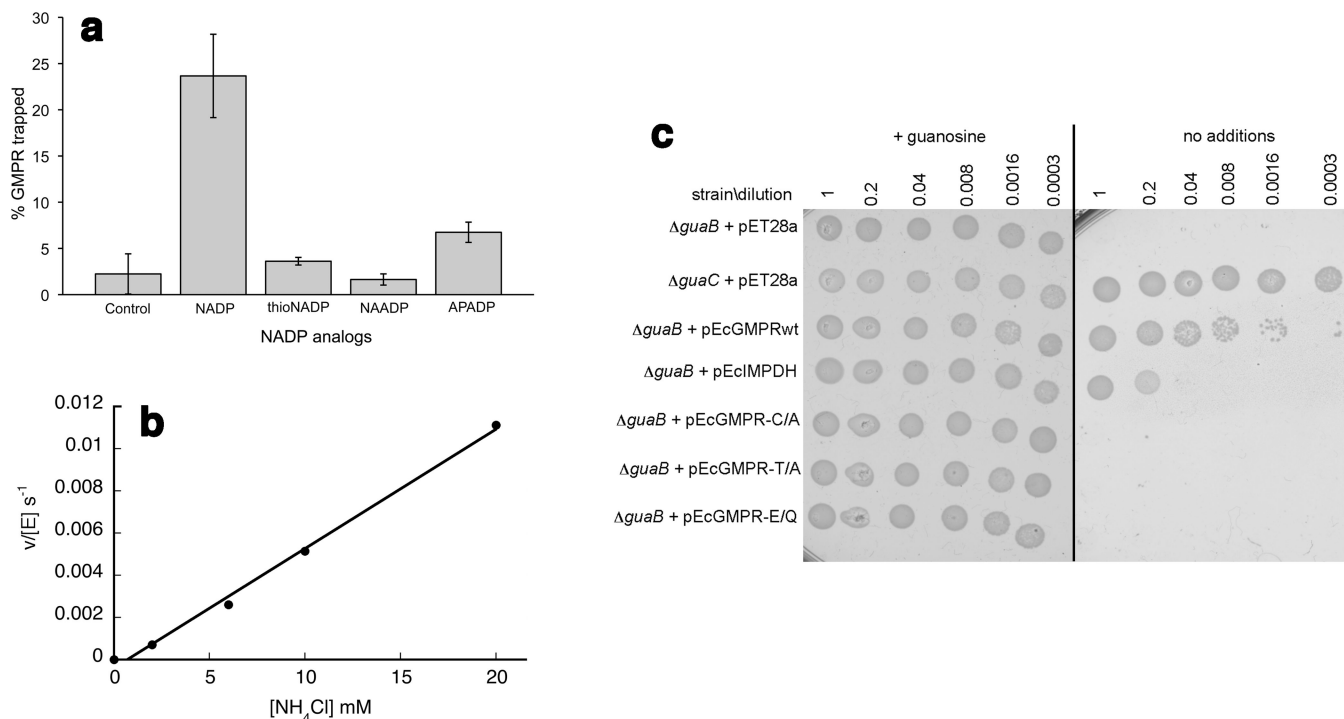 a
% GMPR trapped
30
25
20
15
10
5
0
Control NADP thioNADP NAADP APADP
NADP analogs
b
v/[E] s⁻¹
0.012
0.01
0.008
0.006
0.004
0.002
0
0 5 10 15 20
[NH₄Cl] mM
c
+ guanosine no additions
strain\dilution 1 0.2 0.04 0.008 0.0016 0.0003 1 0.2 0.04 0.008 0.0016 0.0003
ΔguaB + pET28a
ΔguaC + pET28a
ΔguaB + pEcGMPRwt
ΔguaB + pEcIMPDH
ΔguaB + pEcGMPR-C/A
ΔguaB + pEcGMPR-T/A
ΔguaB + pEcGMPR-E/Q